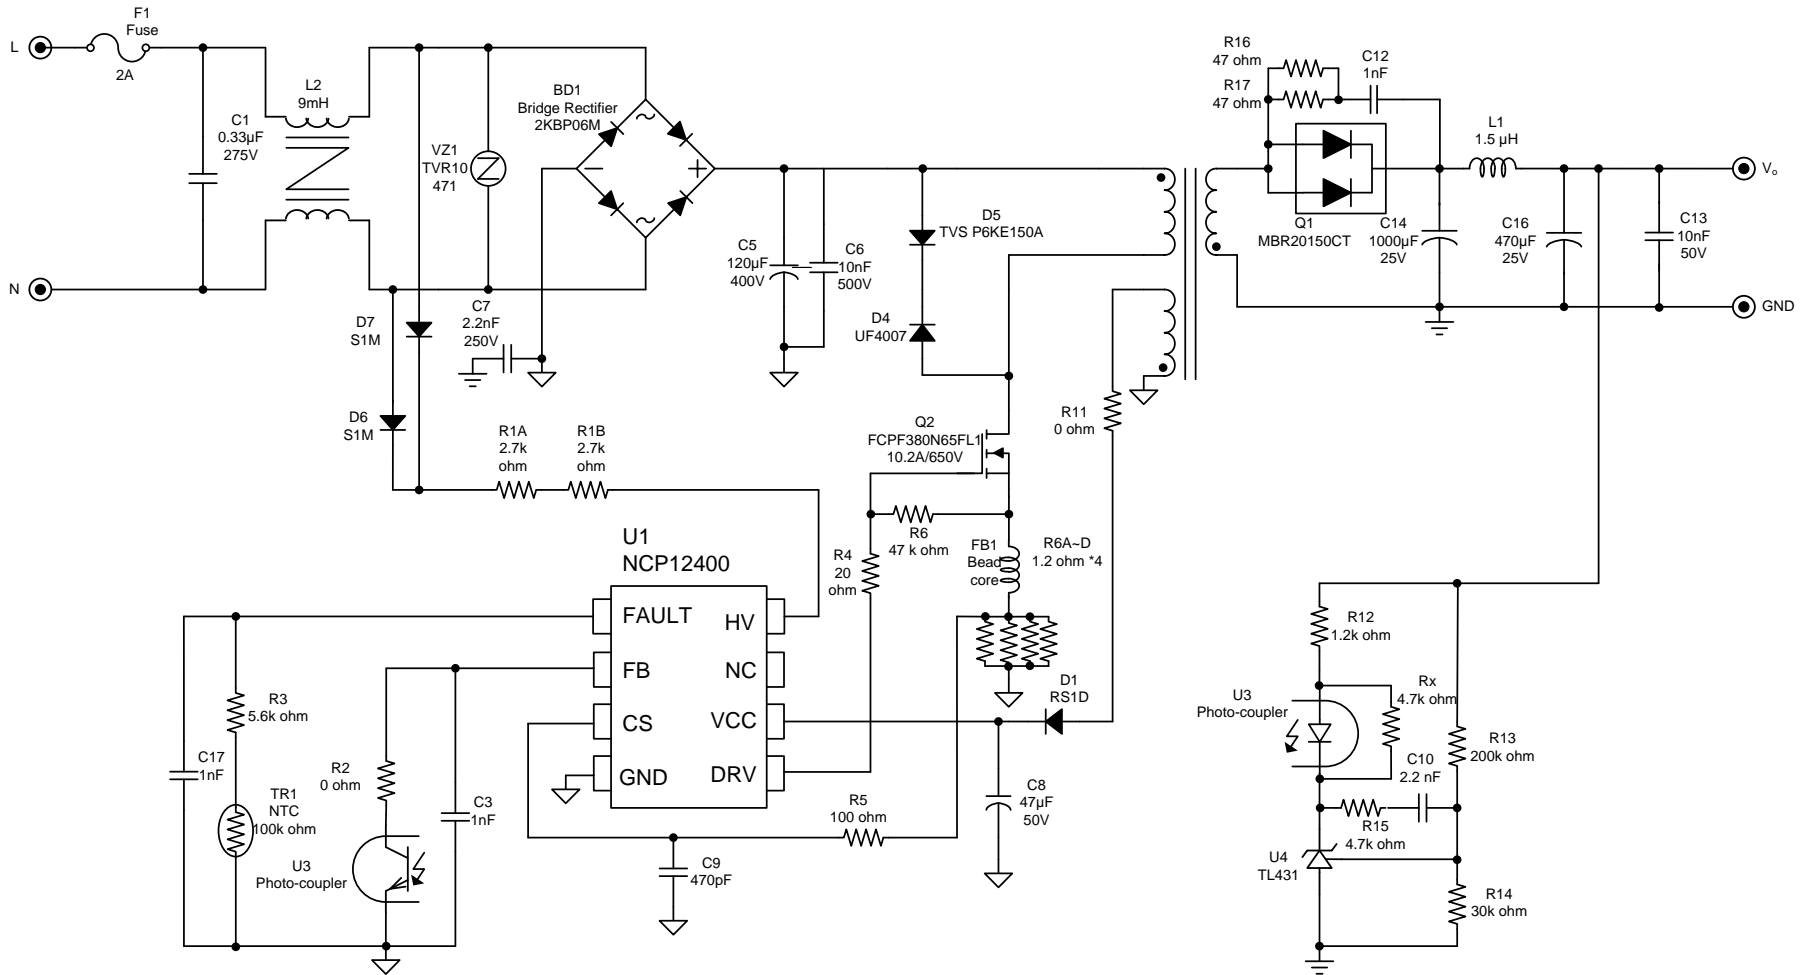 F1
Fuse
L
2A
L2
9mH
C1
0.33µF
275V
VZ1
TVR10
471
BD1
Bridge Rectifier
2KBP06M
N
D7
S1M
C7
2.2nF
250V
D6
S1M
C5
120µF
400V
C6
10nF
500V
D5
TVS P6KE150A
D4
UF4007
R16
47 ohm
R17
47 ohm
C12
1nF
L1
1.5 µH
Vo
Q1
MBR20150CT
C14
1000µF
25V
C16
470µF
25V
C13
10nF
50V
GND
R11
0 ohm
Q2
FCPF380N65FL1
10.2A/650V
R1A
2.7k
ohm
R1B
2.7k
ohm
R6
47 k ohm
R4
20
ohm
FB1
Bead
core
R6A~D
1.2 ohm *4
U1
NCP12400
FAULT
HV
FB
NC
CS
VCC
GND
DRV
D1
RS1D
R3
5.6k ohm
C17
1nF
R2
0 ohm
TR1
NTC
100k ohm
C3
1nF
U3
Photo-coupler
R5
100 ohm
C9
470pF
C8
47µF
50V
R12
1.2k ohm
Rx
4.7k ohm
U3
Photo-coupler
R13
200k ohm
C10
2.2 nF
R15
4.7k ohm
U4
TL431
R14
30k ohm